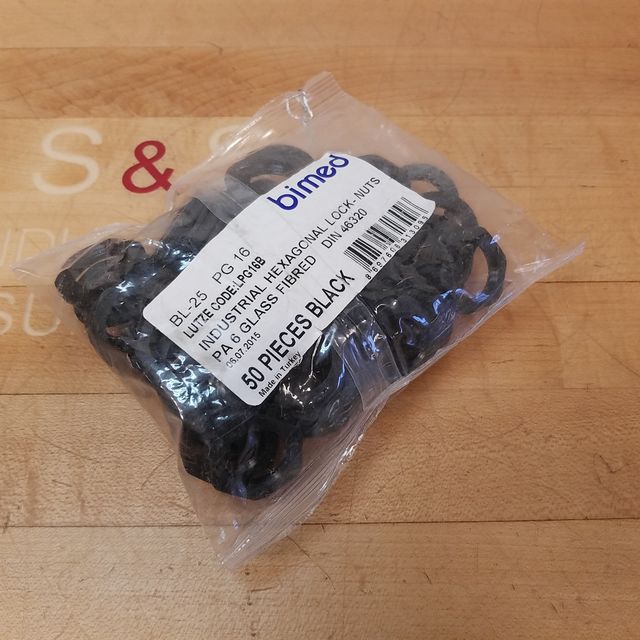 S & S
bimed
BL-25 PG 16
LUTZE CODE:LPG16B
INDUSTRIAL HEXAGONAL LOCK-NUTS
PA 6 GLASS FIBRED DIN 46320
06.07.2015
50 PIECES BLACK
Made in Turkey